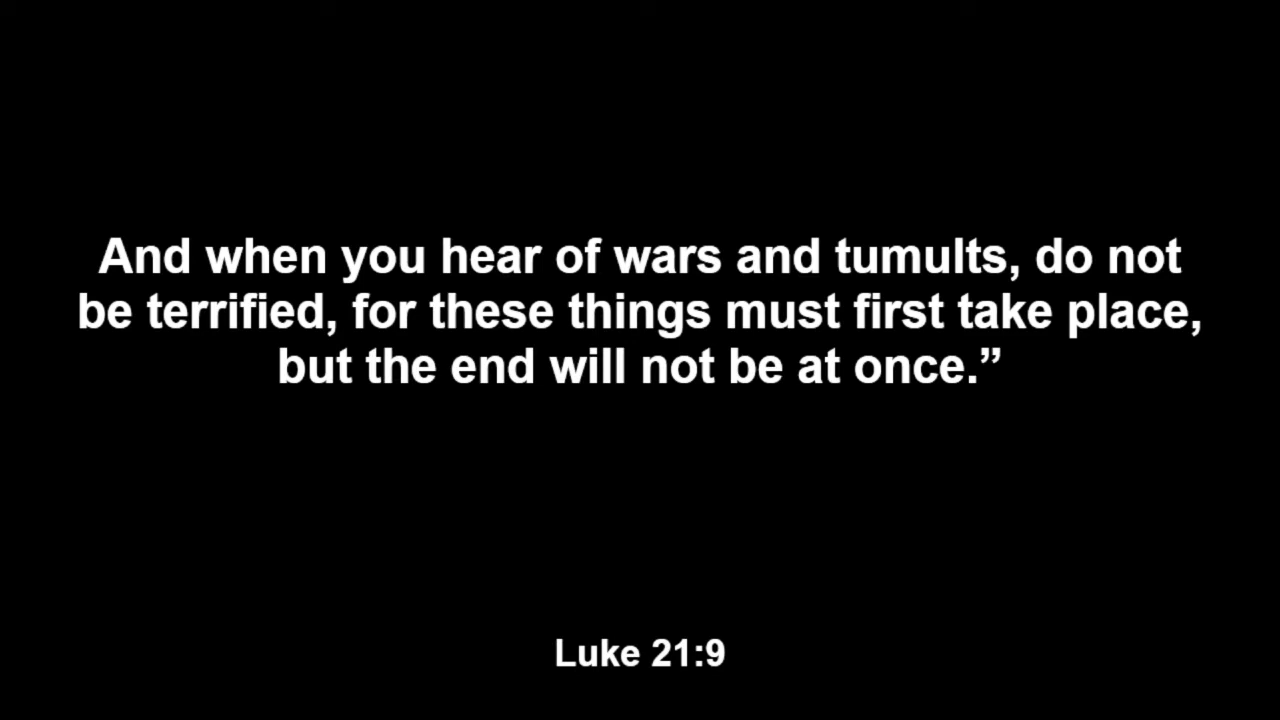 And when you hear of wars and tumults, do not
be terrified, for these things must first take place,
but the end will not be at once.”
Luke 21:9